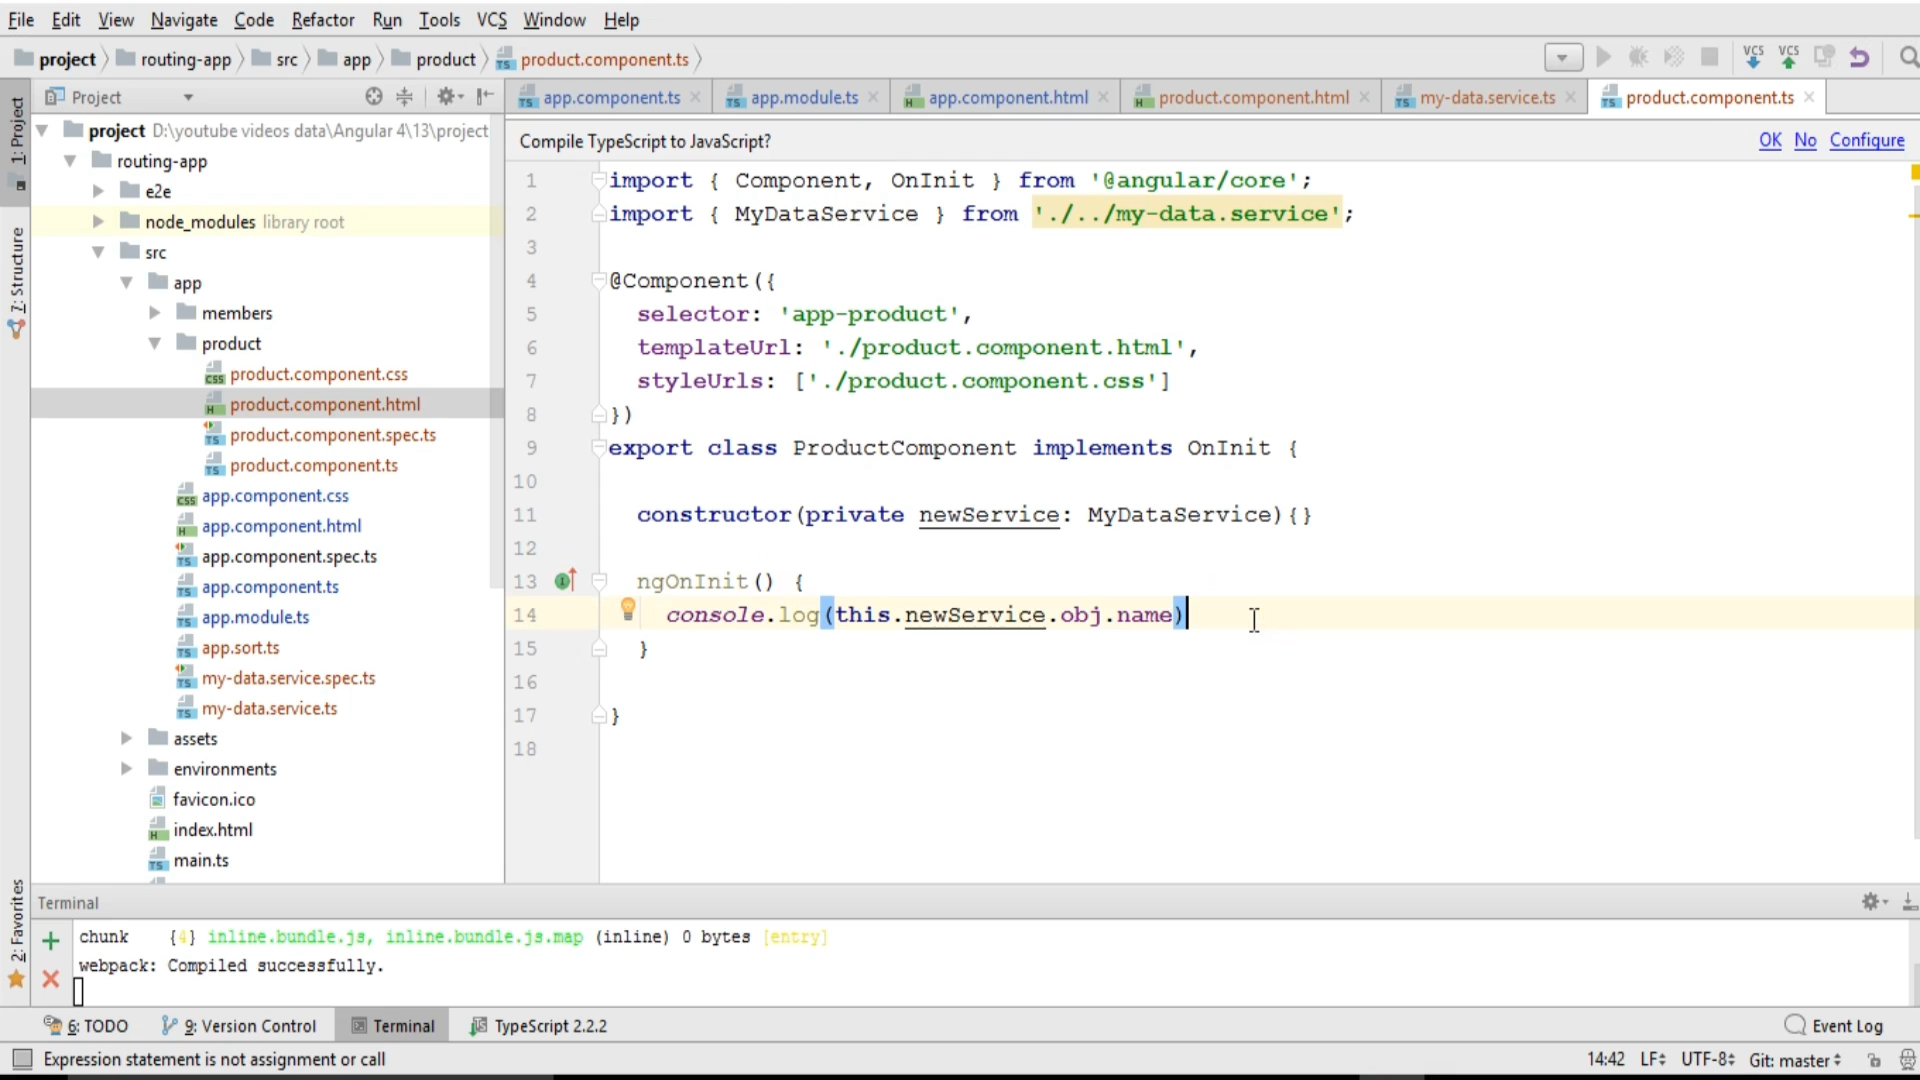 File Edit View Navigate Code Refactor Run Tools VCS Window Help
project routing-app src app product product.component.ts
VCS VCS
Project
app.component.ts app.module.ts app.component.html product.component.html my-data.service.ts product.component.ts
1: Project
7: Structure
2: Favorites
project D:\youtube videos data\Angular 4\13\project
routing-app
e2e
node_modules library root
src
app
members
product
product.component.css
product.component.html
product.component.spec.ts
product.component.ts
app.component.css
app.component.html
app.component.spec.ts
app.component.ts
app.module.ts
app.sort.ts
my-data.service.spec.ts
my-data.service.ts
assets
environments
favicon.ico
index.html
main.ts
Compile TypeScript to JavaScript? OK No Configure
1 import { Component, OnInit } from '@angular/core';
2 import { MyDataService } from './../my-data.service';
3
4 @Component({
5 selector: 'app-product',
6 templateUrl: './product.component.html',
7 styleUrls: ['./product.component.css']
8 })
9 export class ProductComponent implements OnInit {
10
11 constructor(private newService: MyDataService){}
12
13 ngOnInit() {
14 console.log(this.newService.obj.name)
15 }
16
17 }
18
Terminal
chunk {4} inline.bundle.js, inline.bundle.js.map (inline) 0 bytes [entry]
webpack: Compiled successfully.
6: TODO 9: Version Control Terminal TypeScript 2.2.2 Event Log
Expression statement is not assignment or call 14:42 LF UTF-8 Git: master